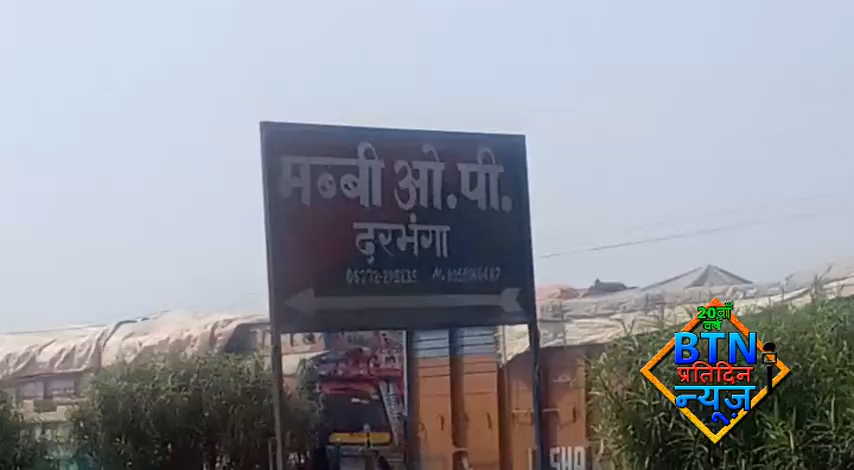 मब्बी ओ.पी.
दरभंगा
20वाँ
वर्ष
BTN
प्रतिदिन
न्यूज़